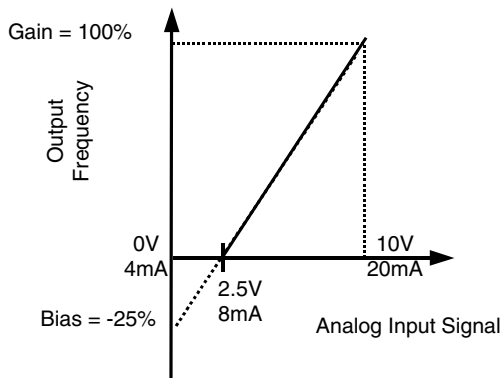 Gain = 100%
Output
Frequency
0V
4mA
10V
20mA
2.5V
8mA
Bias = -25%
Analog Input Signal